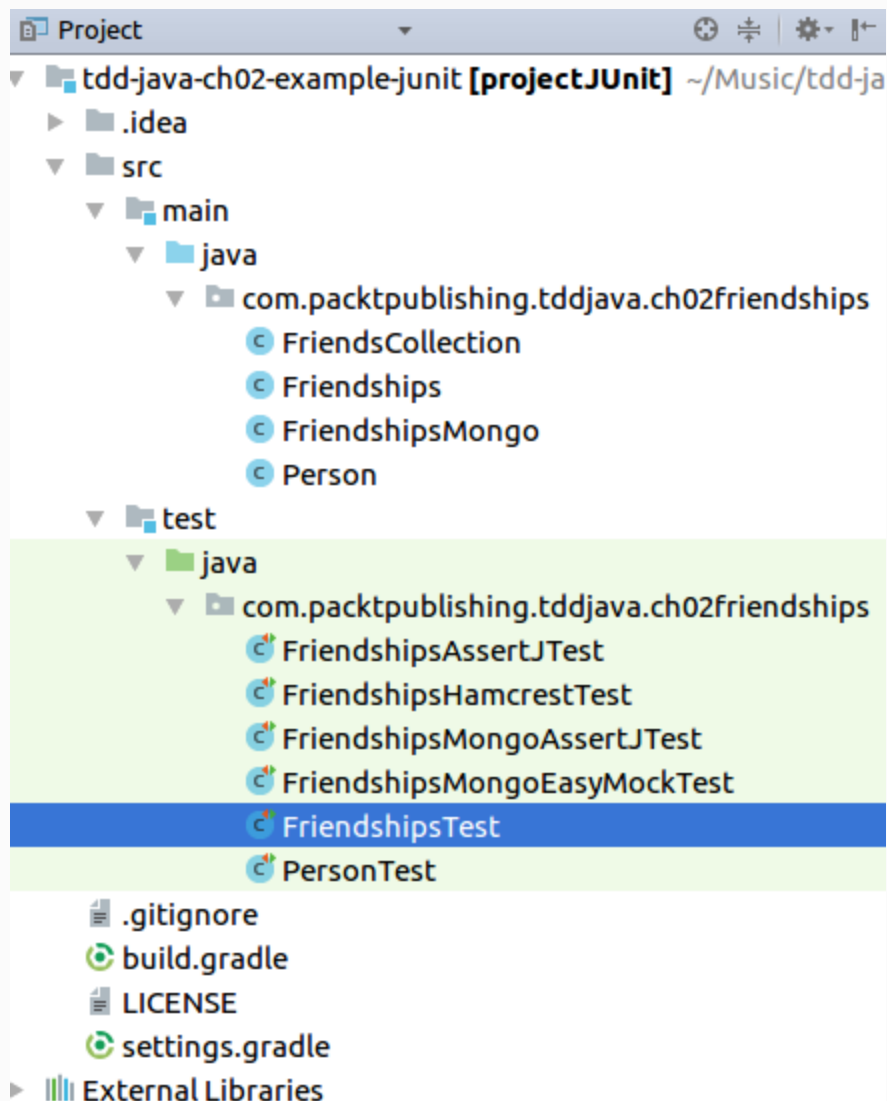 Project
tdd-java-ch02-example-junit [projectJUnit] ~/Music/tdd-ja
.idea
src
main
java
com.packtpublishing.tddjava.ch02friendships
C FriendsCollection
C Friendships
C FriendshipsMongo
C Person
test
java
com.packtpublishing.tddjava.ch02friendships
C FriendshipsAssertJTest
C FriendshipsHamcrestTest
C FriendshipsMongoAssertJTest
C FriendshipsMongoEasyMockTest
C FriendshipsTest
C PersonTest
.gitignore
build.gradle
LICENSE
settings.gradle
External Libraries